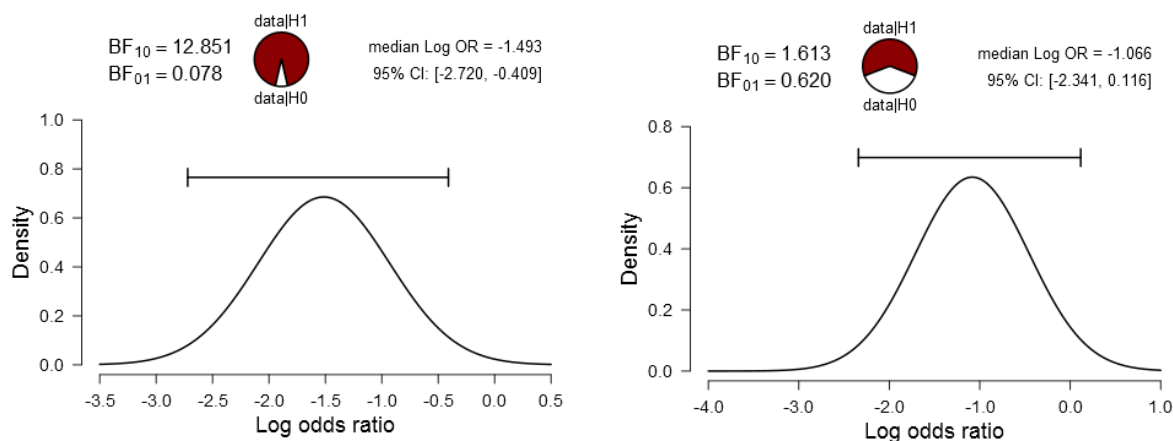 data|H1
BF10 = 12.851
BF01 = 0.078
median Log OR = -1.493
95% CI: [-2.720, -0.409]
data|H0
1.0
0.8
0.6
0.4
0.2
0.0
Density
-3.5 -3.0 -2.5 -2.0 -1.5 -1.0 -0.5 0.0 0.5
Log odds ratio
data|H1
BF10 = 1.613
BF01 = 0.620
median Log OR = -1.066
95% CI: [-2.341, 0.116]
data|H0
0.8
0.6
0.4
0.2
0.0
Density
-4.0 -3.0 -2.0 -1.0 0.0 1.0
Log odds ratio